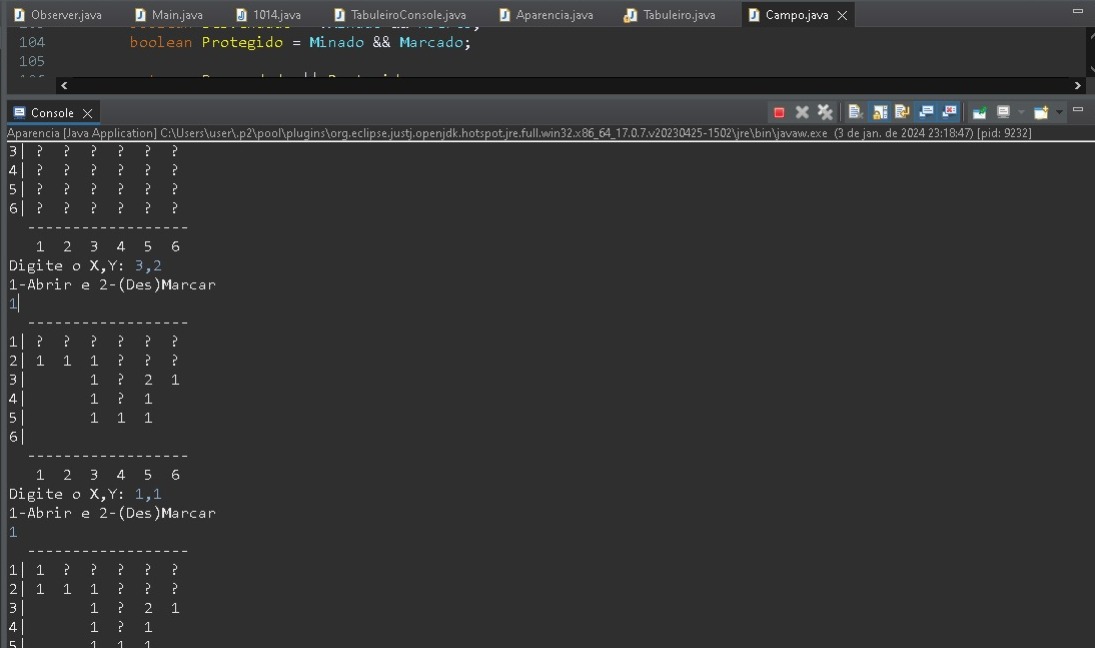 Observer.java Main.java 1014.java TabuleiroConsole.java Aparencia.java Tabuleiro.java Campo.java
104 boolean Protegido = Minado && Marcado;
105
Console
Aparencia [Java Application] C:\Users\user\.p2\pool\plugins\org.eclipse.justj.openjdk.hotspot.jre.full.win32.x86_64_17.0.7.v20230425-1502\jre\bin\javaw.exe (3 de jan. de 2024 23:18:47) [pid: 9232]
3| ? ? ? ? ? ?
4| ? ? ? ? ? ?
5| ? ? ? ? ? ?
6| ? ? ? ? ? ?
------------------
1 2 3 4 5 6
Digite o X,Y: 3,2
1-Abrir e 2-(Des)Marcar
1
------------------
1| ? ? ? ? ? ?
2| 1 1 1 ? ? ?
3| 1 ? 2 1
4| 1 ? 1
5| 1 1 1
6|
------------------
1 2 3 4 5 6
Digite o X,Y: 1,1
1-Abrir e 2-(Des)Marcar
1
------------------
1| 1 ? ? ? ? ?
2| 1 1 1 ? ? ?
3| 1 ? 2 1
4| 1 ? 1
5| 1 1 1